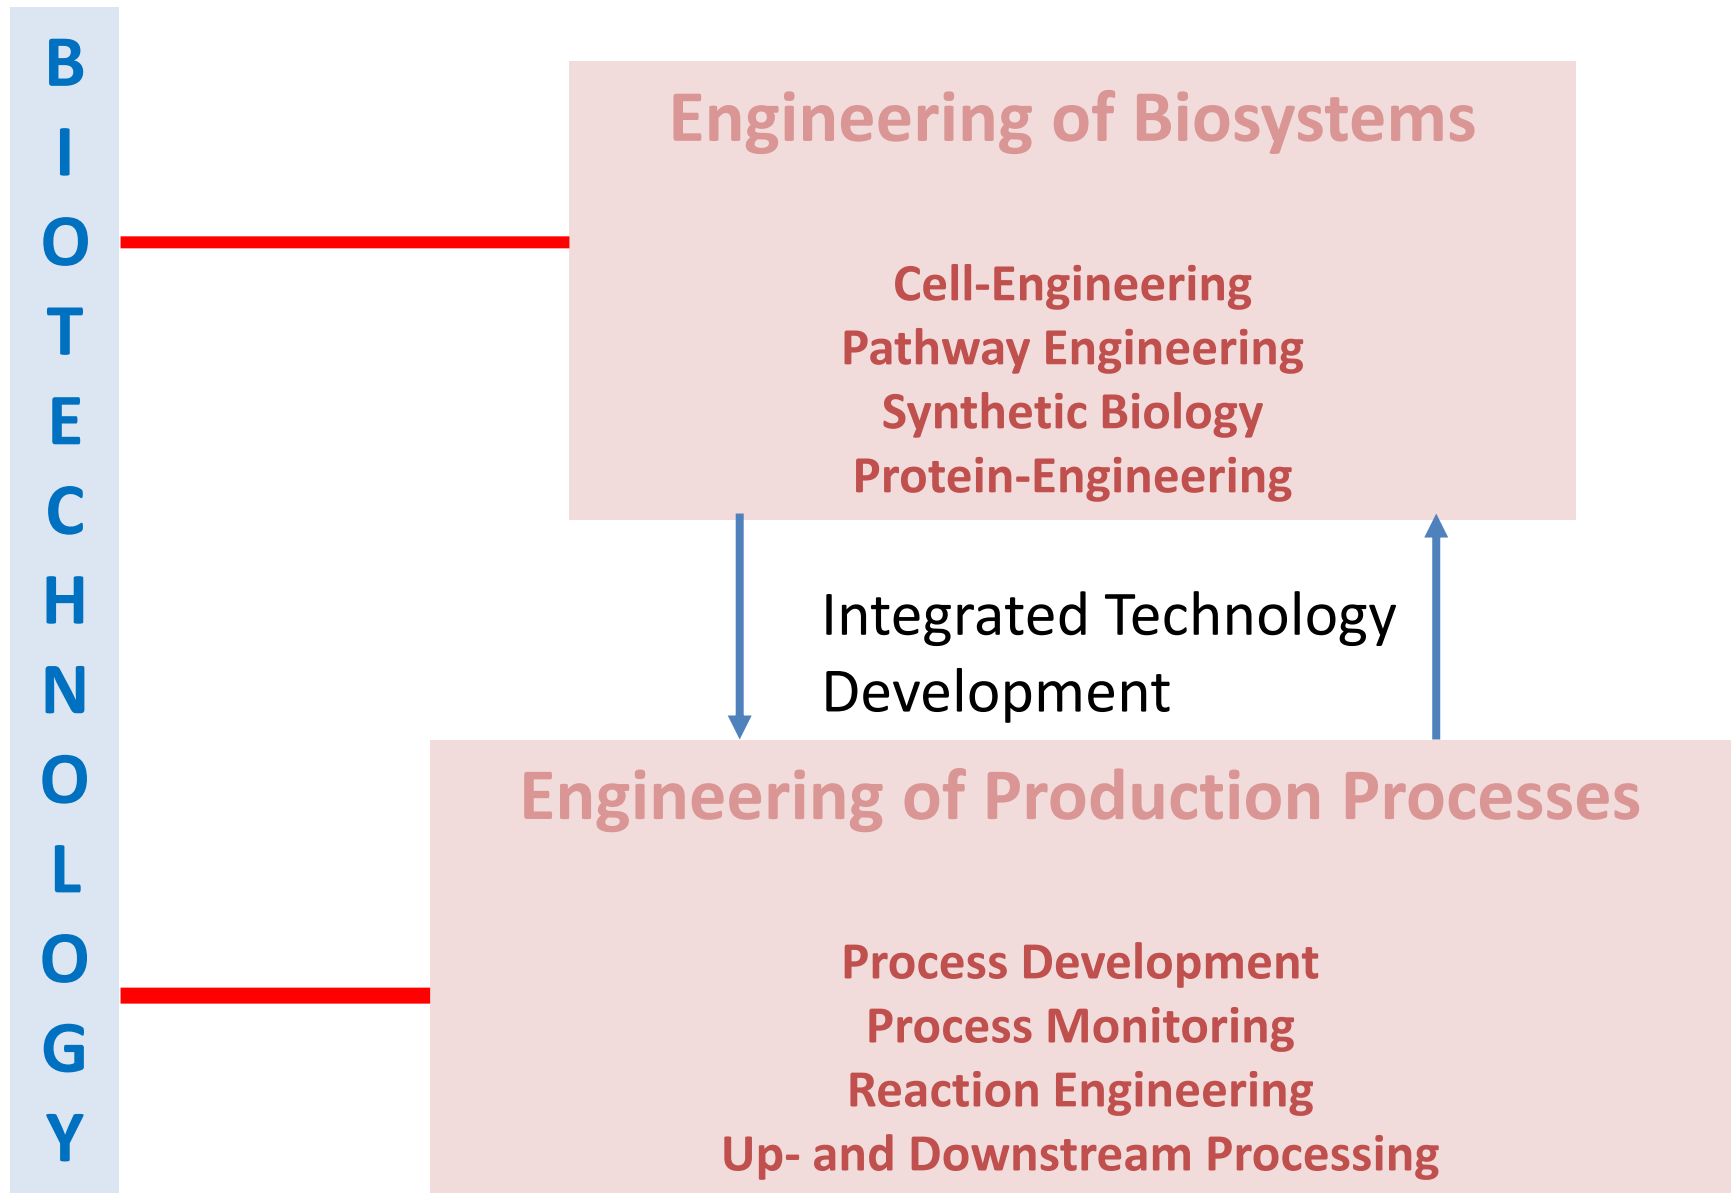 BIOTECHNOLOGY
Engineering of Biosystems
Cell-Engineering
Pathway Engineering
Synthetic Biology
Protein-Engineering
Integrated Technology
Development
Engineering of Production Processes
Process Development
Process Monitoring
Reaction Engineering
Up- and Downstream Processing